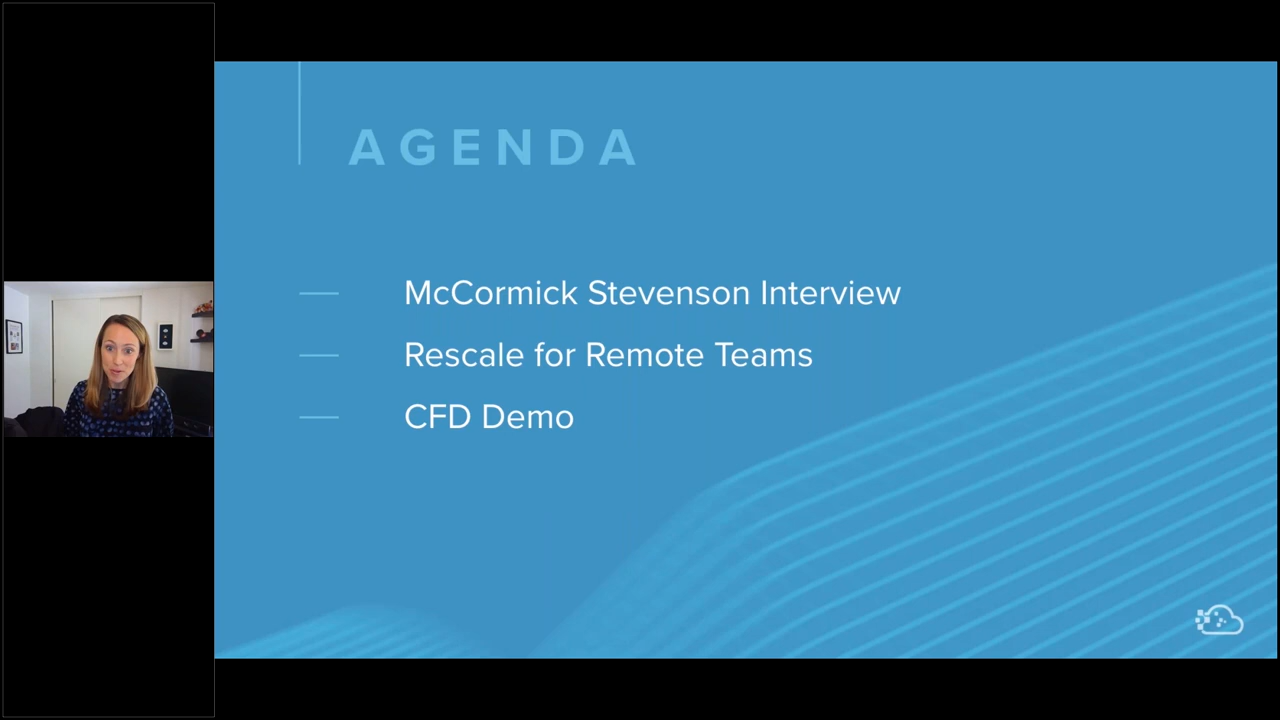 AGENDA
McCormick Stevenson Interview
Rescale for Remote Teams
CFD Demo